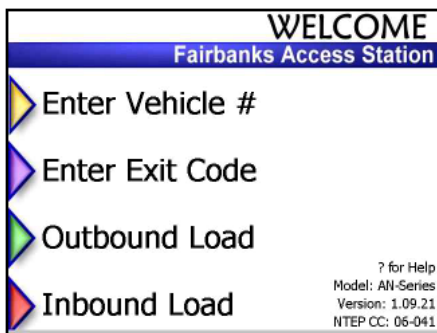 WELCOME
Fairbanks Access Station
Enter Vehicle #
Enter Exit Code
Outbound Load
Inbound Load
? for Help
Model: AN-Series
Version: 1.09.21
NTEP CC: 06-041